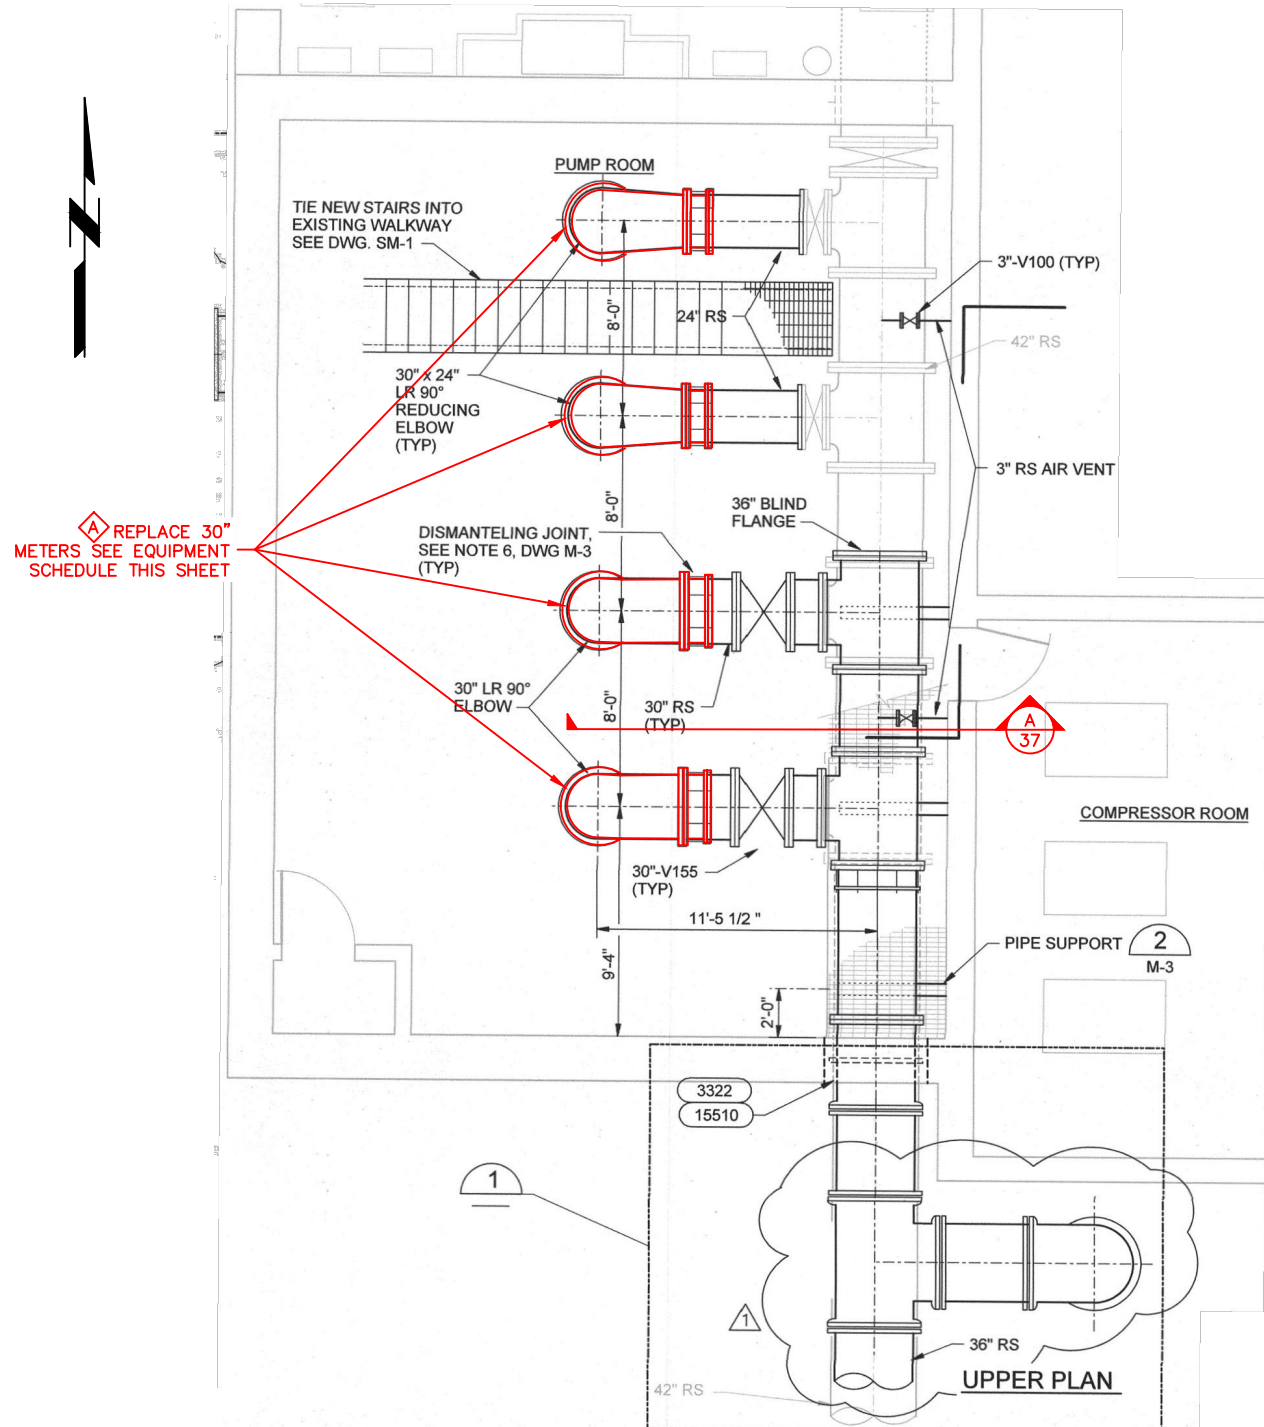 PUMP ROOM
TIE NEW STAIRS INTO
EXISTING WALKWAY
SEE DWG. SM-1
3"-V100 (TYP)
8'-0"
24" RS
42" RS
30" x 24"
LR 90°
REDUCING
ELBOW
(TYP)
3" RS AIR VENT
8'-0"
36" BLIND
FLANGE
A REPLACE 30"
METERS SEE EQUIPMENT
SCHEDULE THIS SHEET
DISMANTELING JOINT,
SEE NOTE 6, DWG M-3
(TYP)
30" LR 90°
ELBOW
8'-0"
30" RS
(TYP)
A
37
COMPRESSOR ROOM
30"-V155
(TYP)
11'-5 1/2 "
9'-4"
PIPE SUPPORT
2
M-3
2'-0"
3322
15510
1
1
36" RS
UPPER PLAN
42" RS